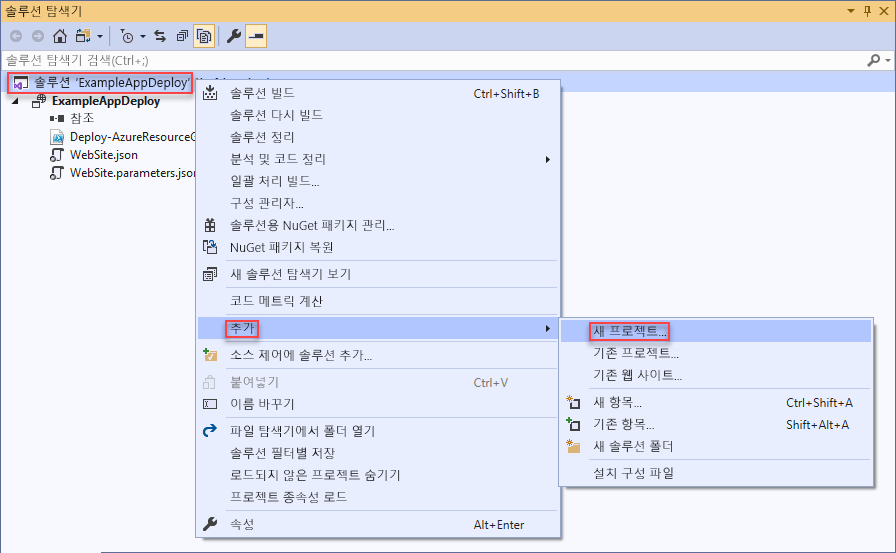 솔루션 탐색기
솔루션 탐색기 검색(Ctrl+;)
솔루션 'ExampleAppDeploy'
ExampleAppDeploy
참조
Deploy-AzureResourceG
WebSite.json
WebSite.parameters.json
솔루션 빌드 Ctrl+Shift+B
솔루션 다시 빌드
솔루션 정리
분석 및 코드 정리
일괄 처리 빌드...
구성 관리자...
솔루션용 NuGet 패키지 관리...
NuGet 패키지 복원
새 솔루션 탐색기 보기
코드 메트릭 계산
추가
소스 제어에 솔루션 추가...
붙여넣기 Ctrl+V
이름 바꾸기
파일 탐색기에서 폴더 열기
솔루션 필터별 저장
로드되지 않은 프로젝트 숨기기
프로젝트 종속성 로드
속성 Alt+Enter
새 프로젝트...
기존 프로젝트...
기존 웹 사이트...
새 항목... Ctrl+Shift+A
기존 항목... Shift+Alt+A
새 솔루션 폴더
설치 구성 파일